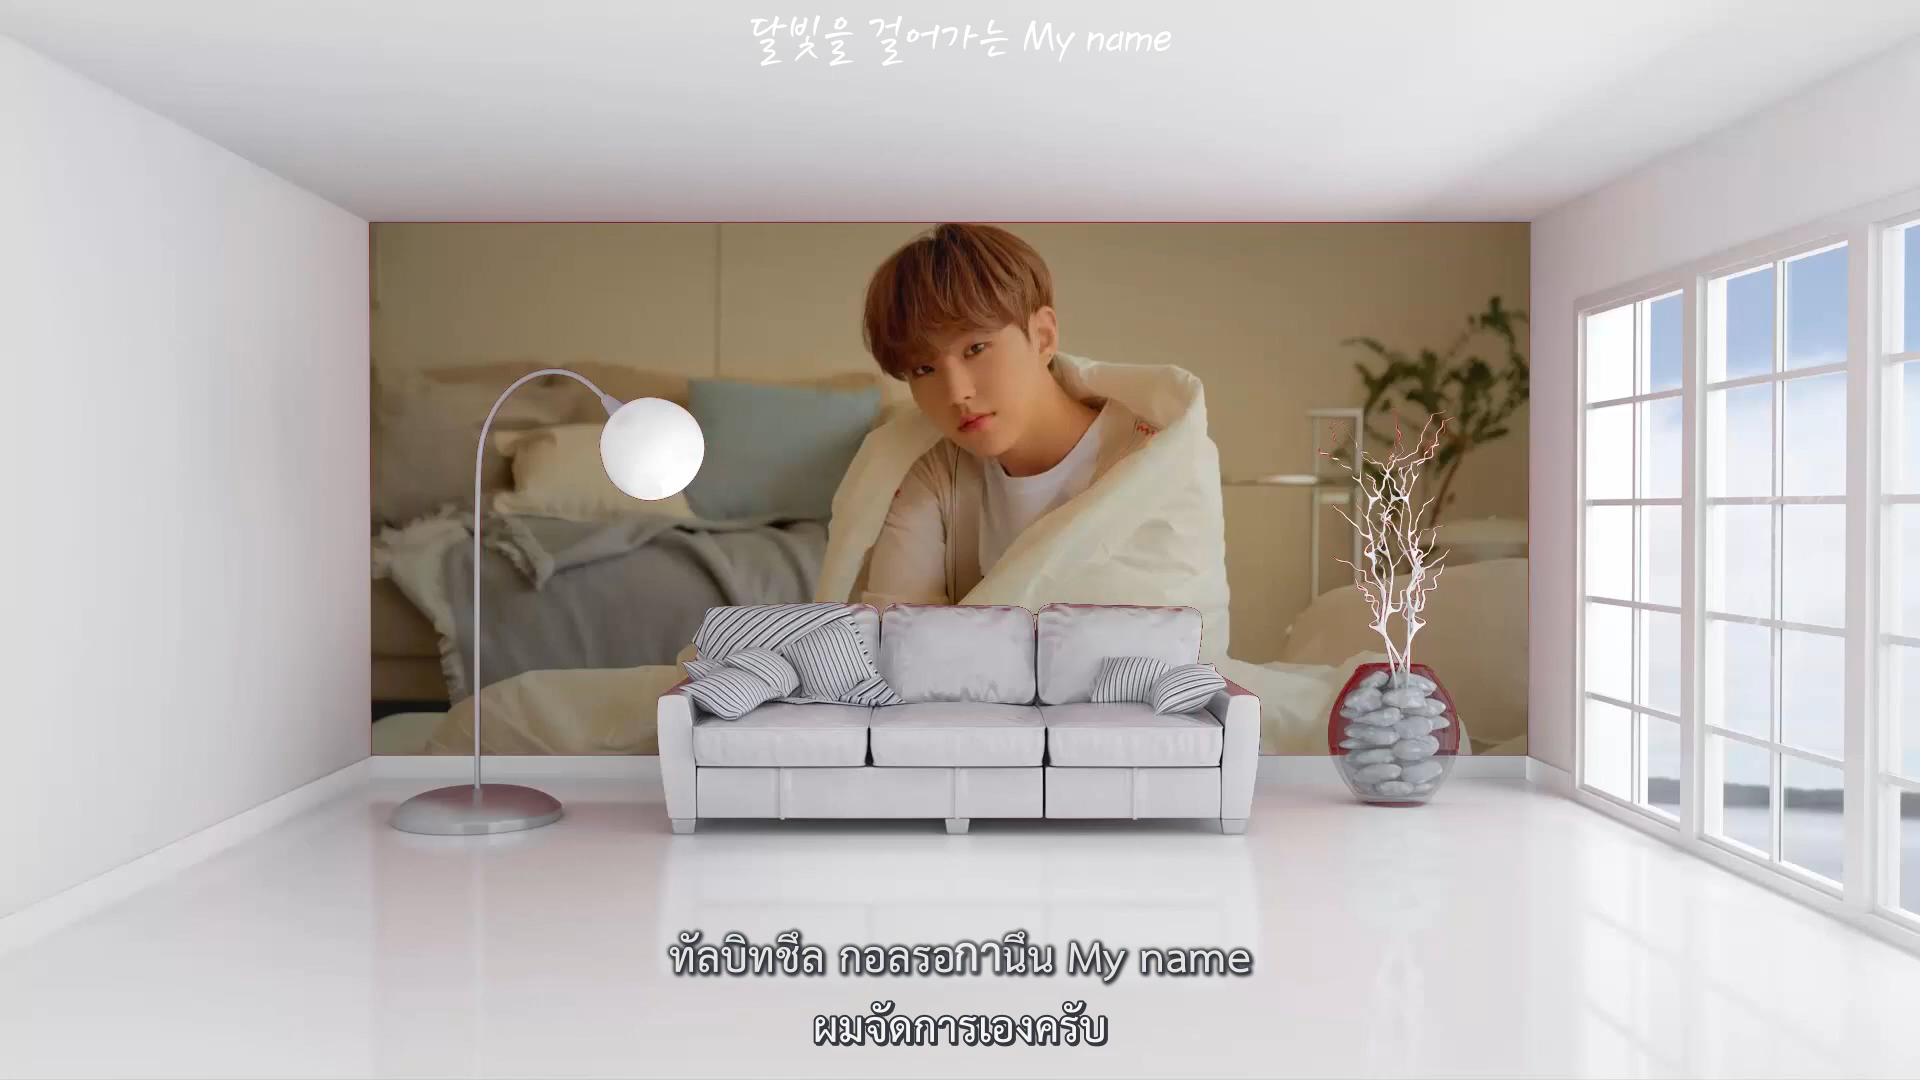 달빛을 걸어가는 My name
ทัลบิทชึล กอลรอกานึน My name
ผมจัดการเองครับ